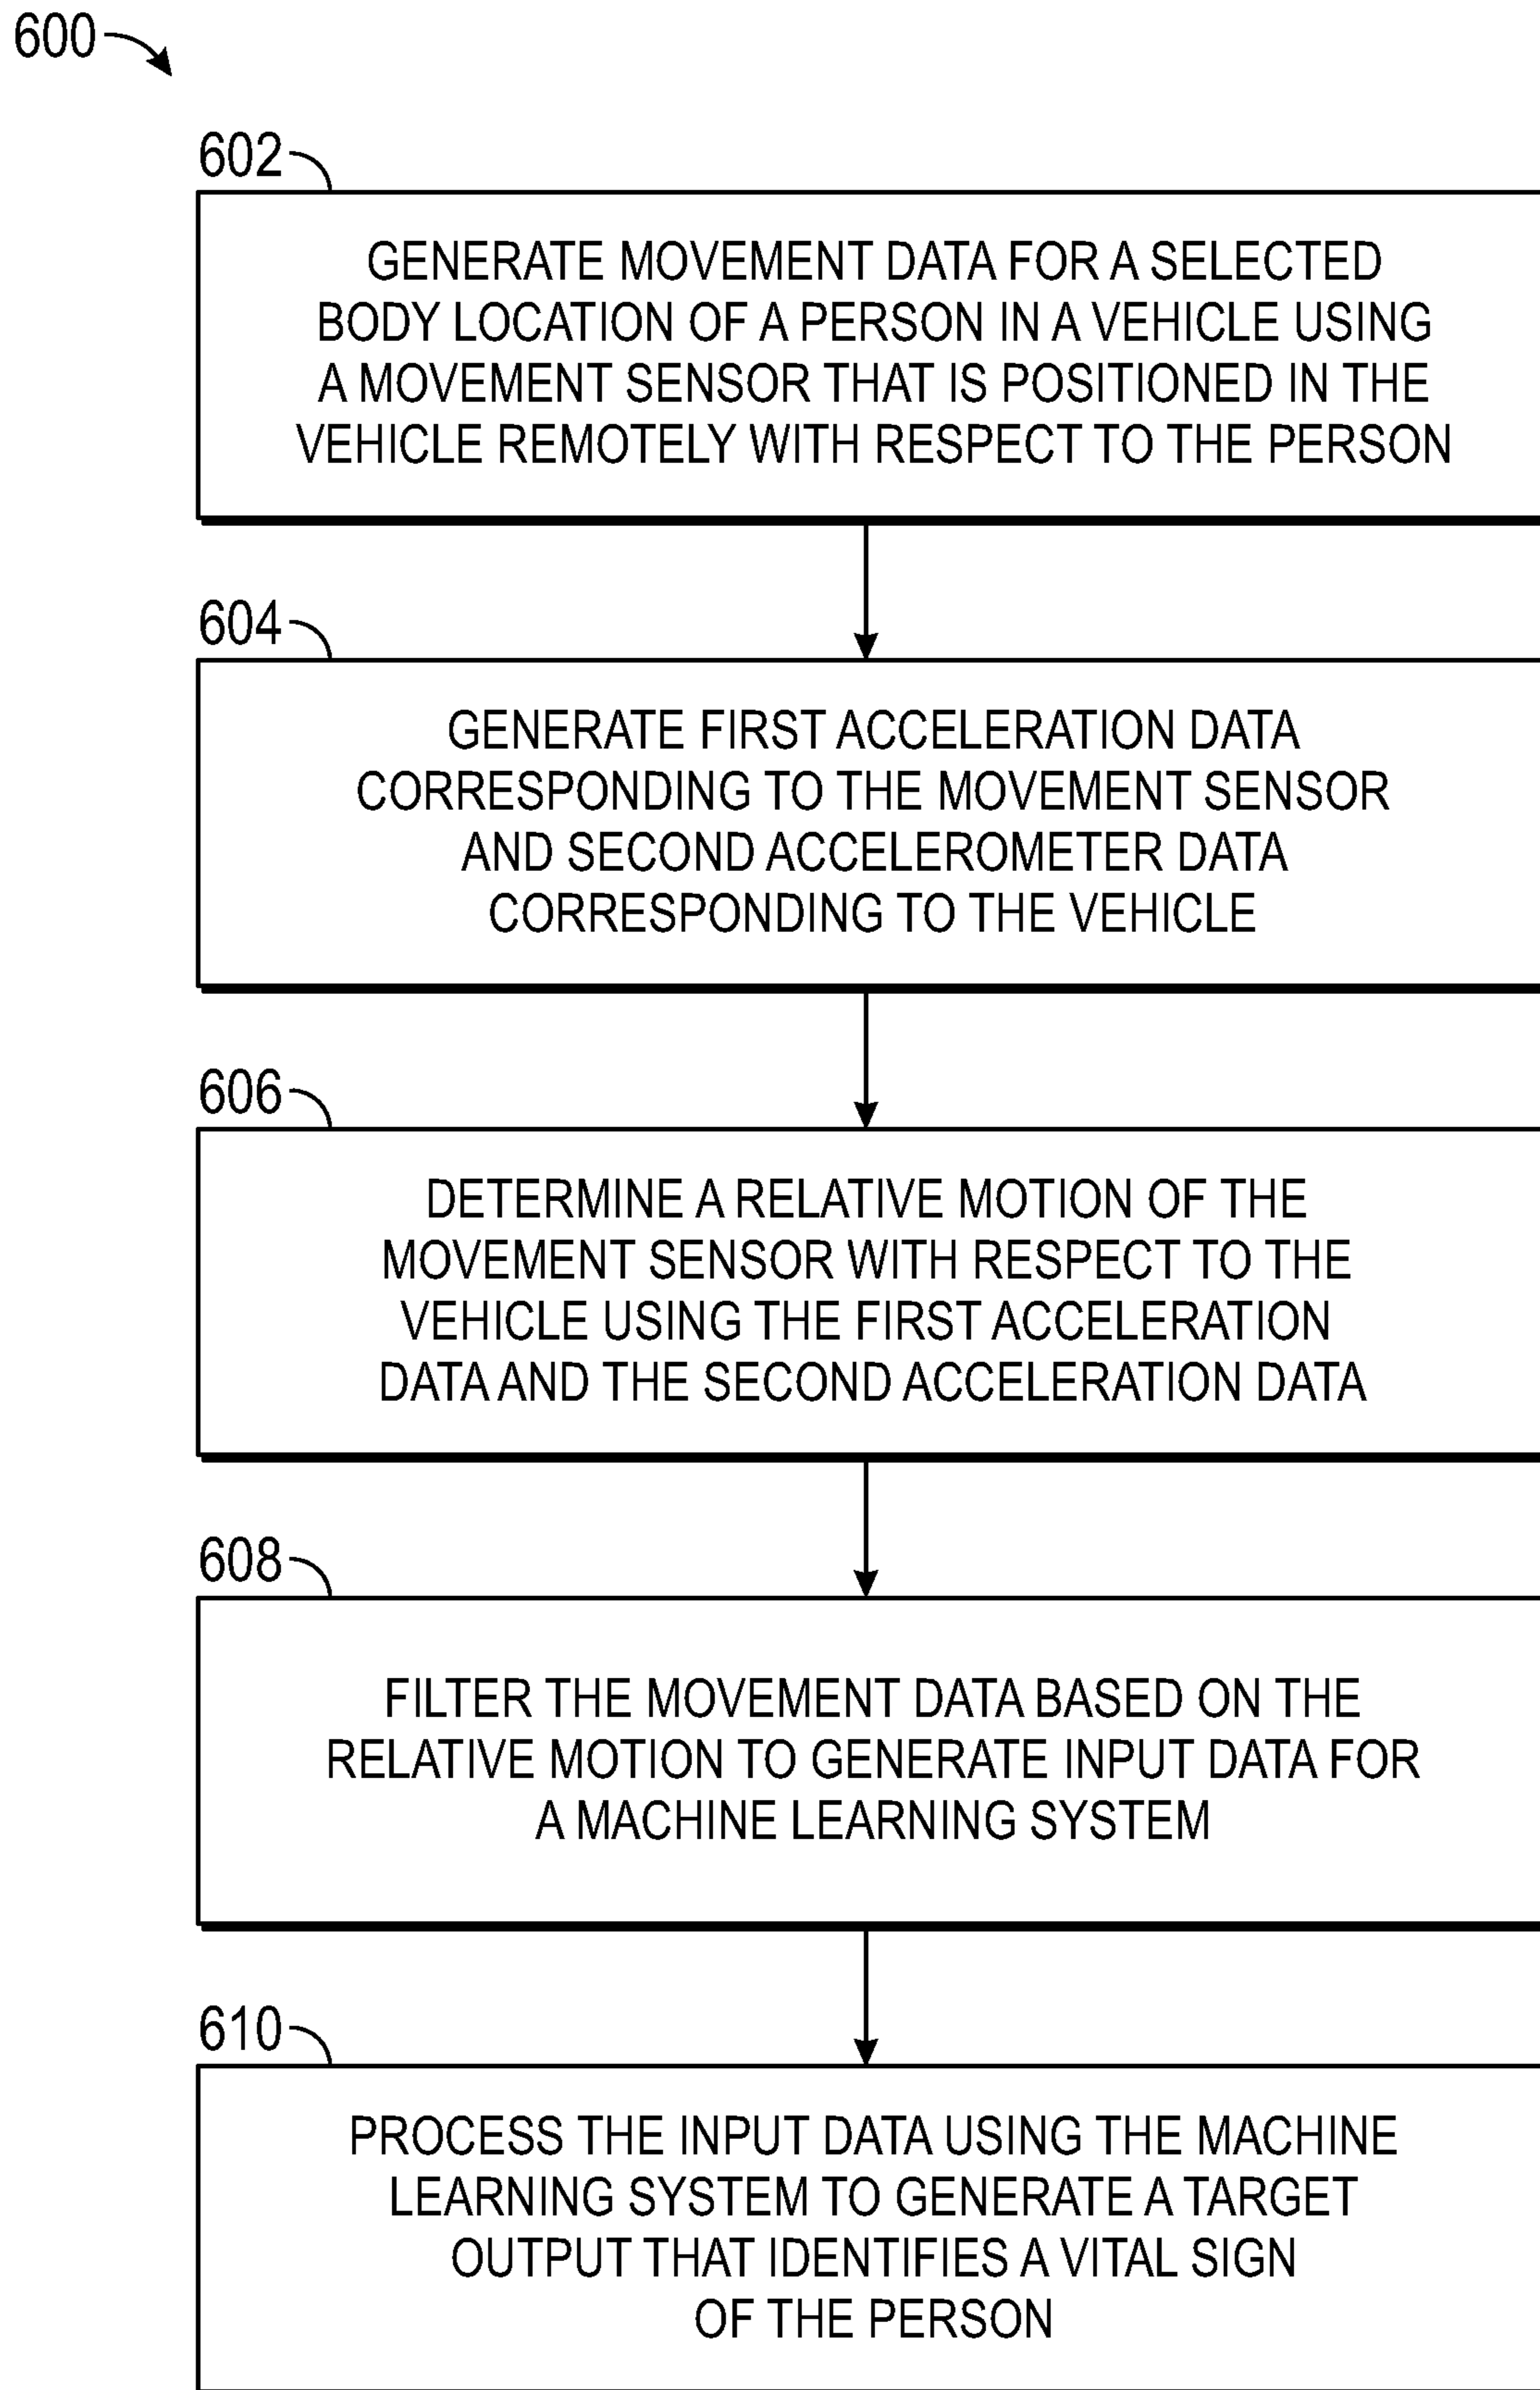 600
602
GENERATE MOVEMENT DATA FOR A SELECTED
BODY LOCATION OF A PERSON IN A VEHICLE USING
A MOVEMENT SENSOR THAT IS POSITIONED IN THE
VEHICLE REMOTELY WITH RESPECT TO THE PERSON
604
GENERATE FIRST ACCELERATION DATA
CORRESPONDING TO THE MOVEMENT SENSOR
AND SECOND ACCELEROMETER DATA
CORRESPONDING TO THE VEHICLE
606
DETERMINE A RELATIVE MOTION OF THE
MOVEMENT SENSOR WITH RESPECT TO THE
VEHICLE USING THE FIRST ACCELERATION
DATA AND THE SECOND ACCELERATION DATA
608
FILTER THE MOVEMENT DATA BASED ON THE
RELATIVE MOTION TO GENERATE INPUT DATA FOR
A MACHINE LEARNING SYSTEM
610
PROCESS THE INPUT DATA USING THE MACHINE
LEARNING SYSTEM TO GENERATE A TARGET
OUTPUT THAT IDENTIFIES A VITAL SIGN
OF THE PERSON